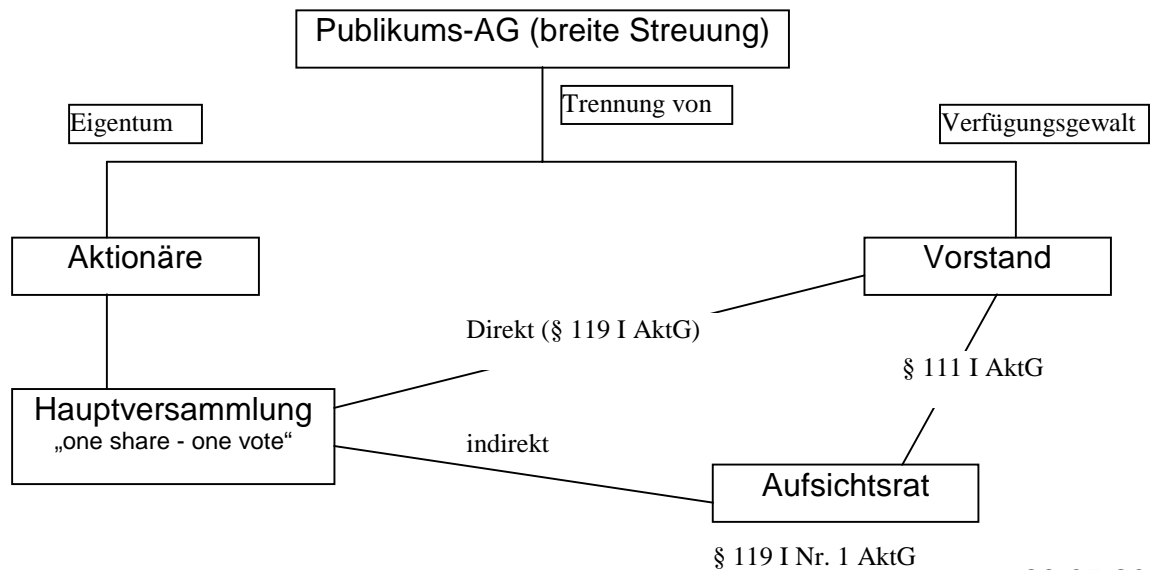 Publikums-AG (breite Streuung)
Trennung von
Eigentum
Verfügungsgewalt
Aktionäre
Vorstand
Direkt (§ 119 I AktG)
§ 111 I AktG
Hauptversammlung
„one share - one vote“
indirekt
Aufsichtsrat
§ 119 I Nr. 1 AktG